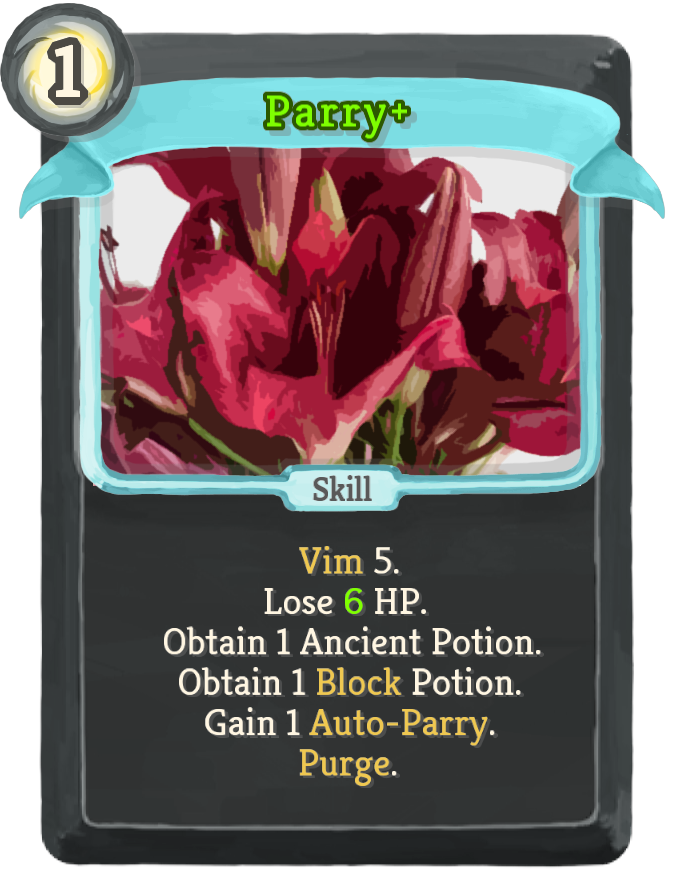 1
Parry+
Skill
Vim 5.
Lose 6 HP.
Obtain 1 Ancient Potion.
Obtain 1 Block Potion.
Gain 1 Auto-Parry.
Purge.